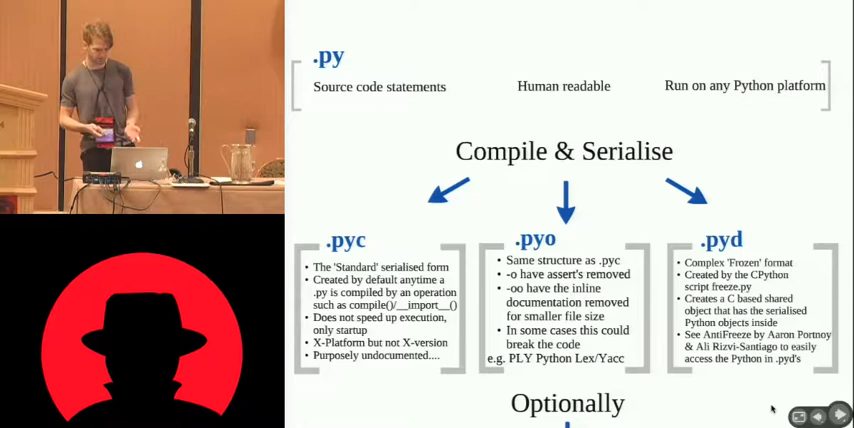 .py
Source code statements
Human readable
Run on any Python platform
Compile & Serialise
.pyc
• The 'Standard' serialised form
• Created by default anytime a
.py is compiled by an operation
such as compile()/__import__()
• Does not speed up execution,
only startup
• X-Platform but not X-version
• Purposely undocumented....
.pyo
• Same structure as .pyc
• -o have assert's removed
• -oo have the inline
documentation removed
for smaller file size
• In some cases this could
break the code
e.g. PLY Python Lex/Yacc
.pyd
• Complex 'Frozen' format
• Created by the CPython
script freeze.py
• Creates a C based shared
object that has the serialised
Python objects inside
• See AntiFreeze by Aaron Portnoy
& Ali Rizvi-Santiago to easily
access the Python in .pyd's
Optionally